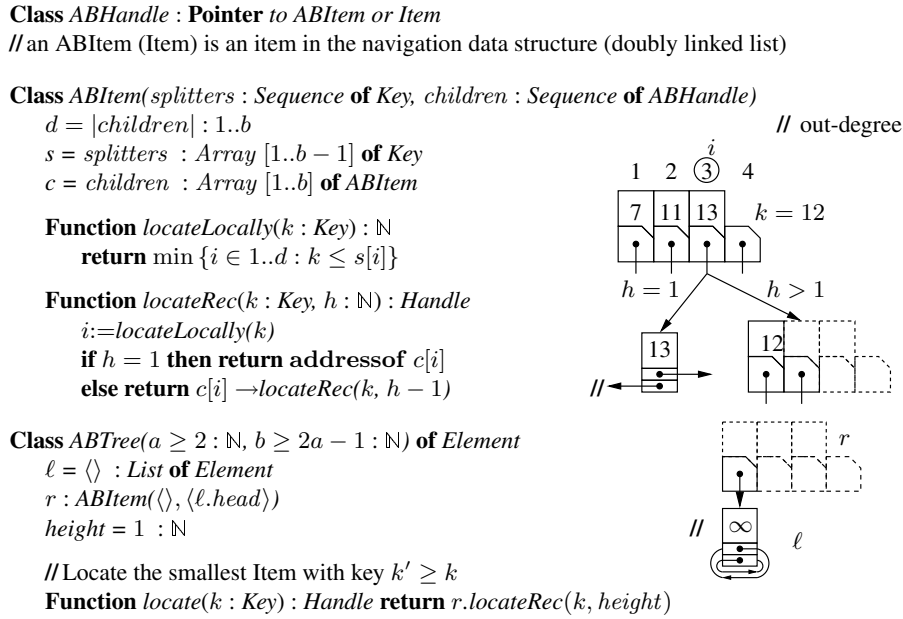 Class ABHandle : Pointer to ABItem or Item
// an ABItem (Item) is an item in the navigation data structure (doubly linked list)
Class ABItem(splitters : Sequence of Key, children : Sequence of ABHandle)
d = |children| : 1..b // out-degree
s = splitters : Array [1..b − 1] of Key
c = children : Array [1..b] of ABItem
i
1 2 3 4
7 11 13 k = 12
Function locateLocally(k : Key) : ℕ
return min {i ∈ 1..d : k ≤ s[i]}
Function locateRec(k : Key, h : ℕ) : Handle
i:=locateLocally(k)
if h = 1 then return addressof c[i]
else return c[i] →locateRec(k, h − 1)
h = 1 h > 1
13 12
//
Class ABTree(a ≥ 2 : ℕ, b ≥ 2a − 1 : ℕ) of Element
ℓ = ⟨⟩ : List of Element
r : ABItem(⟨⟩, ⟨ℓ.head⟩)
height = 1 : ℕ
r
// ∞ ℓ
// Locate the smallest Item with key k′ ≥ k
Function locate(k : Key) : Handle return r.locateRec(k, height)